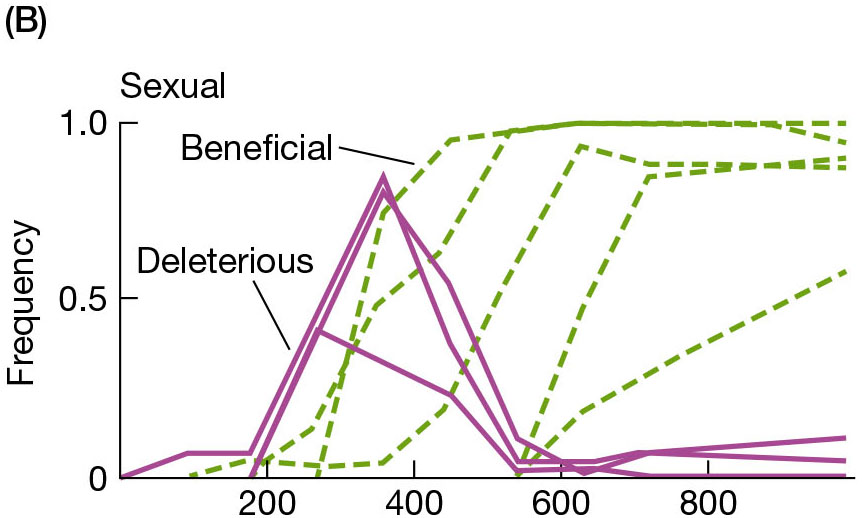 (B)
Sexual
1.0
Beneficial
Deleterious
0.5
Frequency
0
200 400 600 800